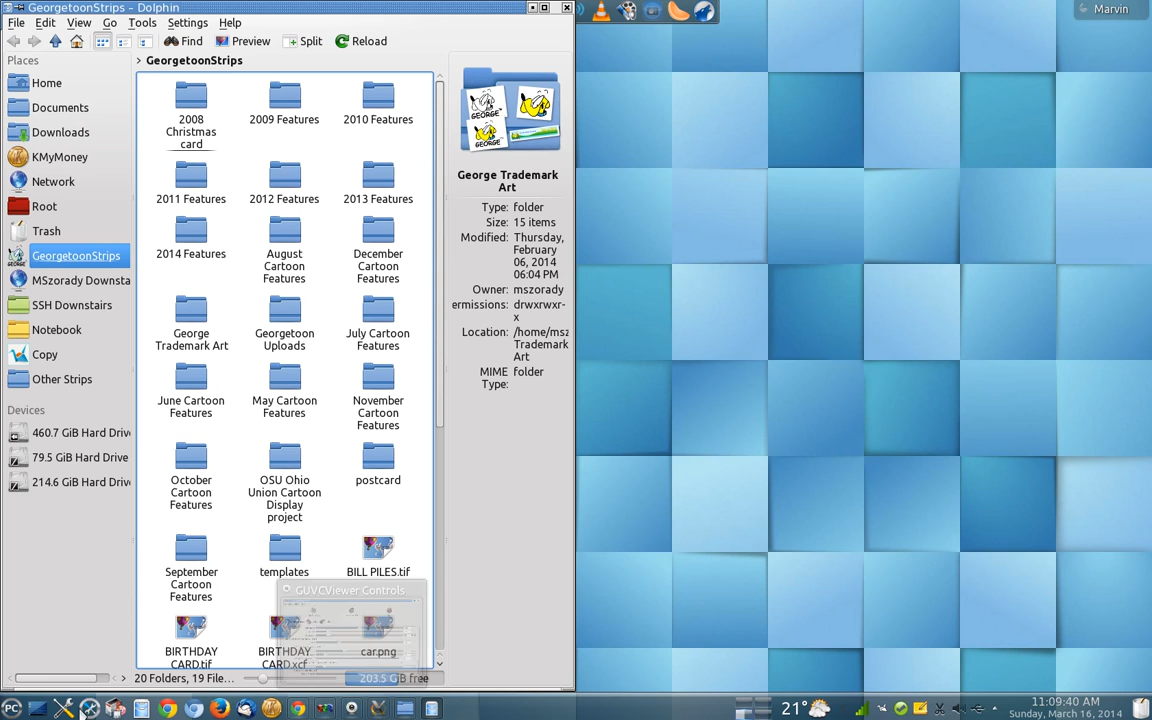 GeorgetoonStrips – Dolphin
File Edit View Go Tools Settings Help
Find Preview Split Reload
Places
Home
Documents
Downloads
KMyMoney
Network
Root
Trash
GeorgetoonStrips
MSzorady Downsta
SSH Downstairs
Notebook
Copy
Other Strips
Devices
460.7 GiB Hard Drive
79.5 GiB Hard Drive
214.6 GiB Hard Drive
> GeorgetoonStrips
2008
Christmas
card
2009 Features
2010 Features
2011 Features
2012 Features
2013 Features
2014 Features
August
Cartoon
Features
December
Cartoon
Features
George
Trademark Art
Georgetoon
Uploads
July Cartoon
Features
June Cartoon
Features
May Cartoon
Features
November
Cartoon
Features
October
Cartoon
Features
OSU Ohio
Union Cartoon
Display
project
postcard
September
Cartoon
Features
templates
BILL PILES.tif
BIRTHDAY
CARD.tif
BIRTHDAY
CARD.xcf
car.png
GUVCViewer Controls
20 Folders, 19 File...
203.5 GiB free
GEORGE
GEORGE
George Trademark
Art
Type: folder
Size: 15 items
Modified: Thursday,
February
06, 2014
06:04 PM
Owner: mszorady
ermissions: drwxrwxr-
x
Location: /home/msz
Trademark
Art
MIME
Type:
folder
Marvin
PC
21°
11:09:40 AM
Sunday, March 16, 2014